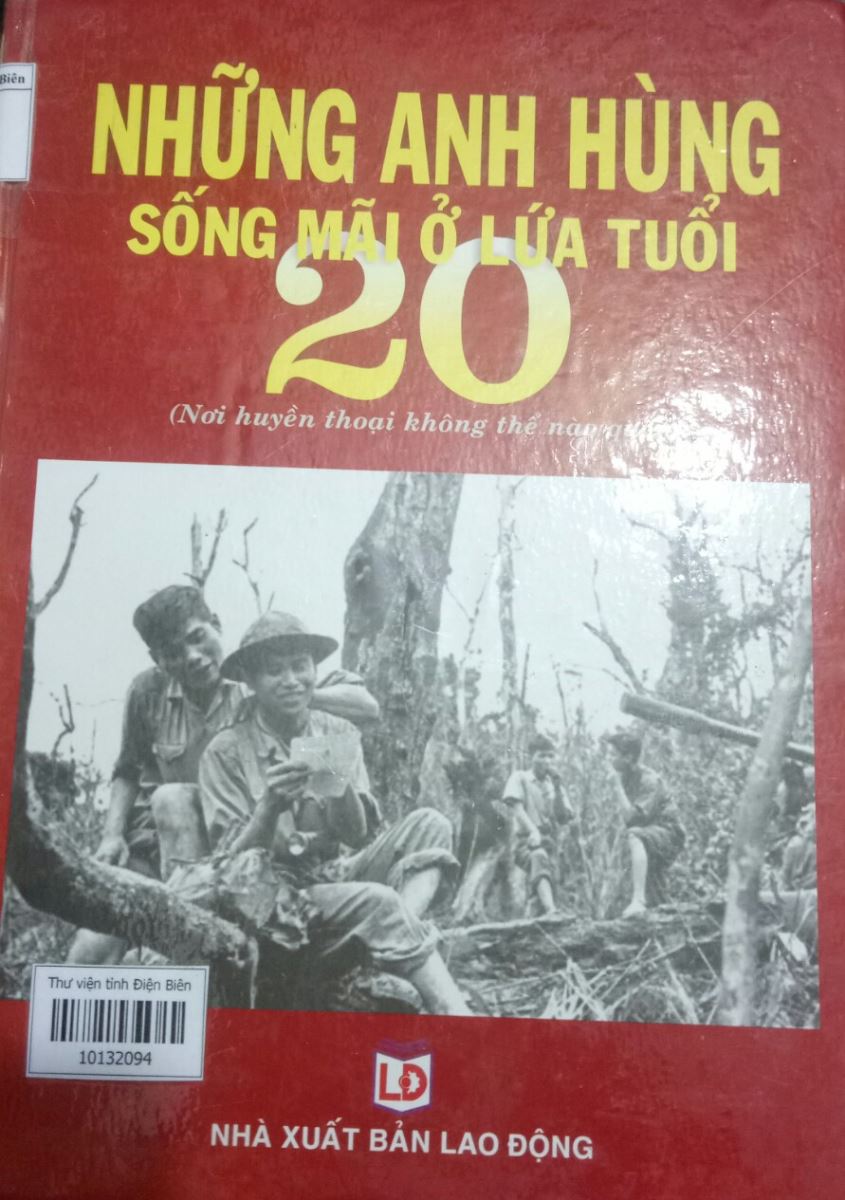 Biên
NHỮNG ANH HÙNG
SỐNG MÃI Ở LỨA TUỔI
20
(Nơi huyền thoại không thể nào
Thư viện tỉnh Điện Biên
10132094
LĐ
NHÀ XUẤT BẢN LAO ĐỘNG